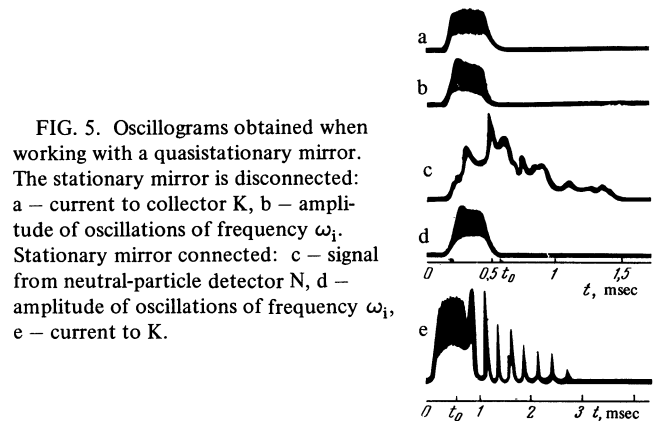 FIG. 5. Oscillograms obtained when
working with a quasistationary mirror.
The stationary mirror is disconnected:
a – current to collector K, b – ampli-
tude of oscillations of frequency ωi.
Stationary mirror connected: c – signal
from neutral-particle detector N, d –
amplitude of oscillations of frequency ωi,
e – current to K.
a
b
c
d
0 0,5 t0 1 1,5
t, msec
e
0 t0 1 2 3 t, msec